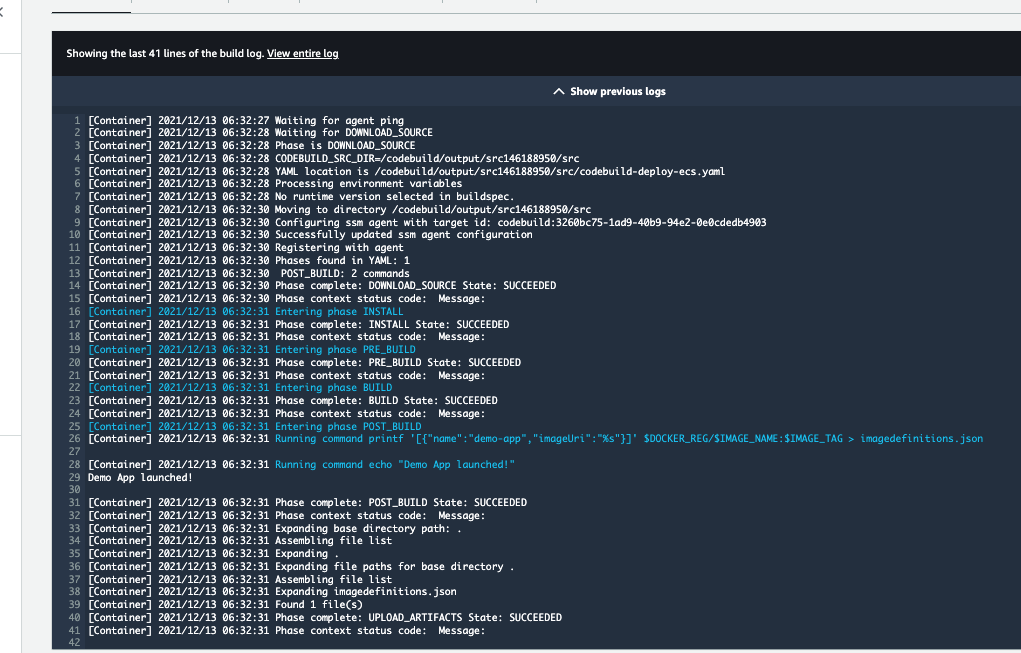 Showing the last 41 lines of the build log. View entire log
Show previous logs
1 [Container] 2021/12/13 06:32:27 Waiting for agent ping
2 [Container] 2021/12/13 06:32:28 Waiting for DOWNLOAD_SOURCE
3 [Container] 2021/12/13 06:32:28 Phase is DOWNLOAD_SOURCE
4 [Container] 2021/12/13 06:32:28 CODEBUILD_SRC_DIR=/codebuild/output/src146188950/src
5 [Container] 2021/12/13 06:32:28 YAML location is /codebuild/output/src146188950/src/codebuild-deploy-ecs.yaml
6 [Container] 2021/12/13 06:32:28 Processing environment variables
7 [Container] 2021/12/13 06:32:28 No runtime version selected in buildspec.
8 [Container] 2021/12/13 06:32:30 Moving to directory /codebuild/output/src146188950/src
9 [Container] 2021/12/13 06:32:30 Configuring ssm agent with target id: codebuild:3260bc75-1ad9-40b9-94e2-0e0cdedb4903
10 [Container] 2021/12/13 06:32:30 Successfully updated ssm agent configuration
11 [Container] 2021/12/13 06:32:30 Registering with agent
12 [Container] 2021/12/13 06:32:30 Phases found in YAML: 1
13 [Container] 2021/12/13 06:32:30  POST_BUILD: 2 commands
14 [Container] 2021/12/13 06:32:30 Phase complete: DOWNLOAD_SOURCE State: SUCCEEDED
15 [Container] 2021/12/13 06:32:30 Phase context status code:  Message:
16 [Container] 2021/12/13 06:32:31 Entering phase INSTALL
17 [Container] 2021/12/13 06:32:31 Phase complete: INSTALL State: SUCCEEDED
18 [Container] 2021/12/13 06:32:31 Phase context status code:  Message:
19 [Container] 2021/12/13 06:32:31 Entering phase PRE_BUILD
20 [Container] 2021/12/13 06:32:31 Phase complete: PRE_BUILD State: SUCCEEDED
21 [Container] 2021/12/13 06:32:31 Phase context status code:  Message:
22 [Container] 2021/12/13 06:32:31 Entering phase BUILD
23 [Container] 2021/12/13 06:32:31 Phase complete: BUILD State: SUCCEEDED
24 [Container] 2021/12/13 06:32:31 Phase context status code:  Message:
25 [Container] 2021/12/13 06:32:31 Entering phase POST_BUILD
26 [Container] 2021/12/13 06:32:31 Running command printf '[{"name":"demo-app","imageUri":"%s"}]' $DOCKER_REG/$IMAGE_NAME:$IMAGE_TAG > imagedefinitions.json
27
28 [Container] 2021/12/13 06:32:31 Running command echo "Demo App launched!"
29 Demo App launched!
30
31 [Container] 2021/12/13 06:32:31 Phase complete: POST_BUILD State: SUCCEEDED
32 [Container] 2021/12/13 06:32:31 Phase context status code:  Message:
33 [Container] 2021/12/13 06:32:31 Expanding base directory path: .
34 [Container] 2021/12/13 06:32:31 Assembling file list
35 [Container] 2021/12/13 06:32:31 Expanding .
36 [Container] 2021/12/13 06:32:31 Expanding file paths for base directory .
37 [Container] 2021/12/13 06:32:31 Assembling file list
38 [Container] 2021/12/13 06:32:31 Expanding imagedefinitions.json
39 [Container] 2021/12/13 06:32:31 Found 1 file(s)
40 [Container] 2021/12/13 06:32:31 Phase complete: UPLOAD_ARTIFACTS State: SUCCEEDED
41 [Container] 2021/12/13 06:32:31 Phase context status code:  Message:
42